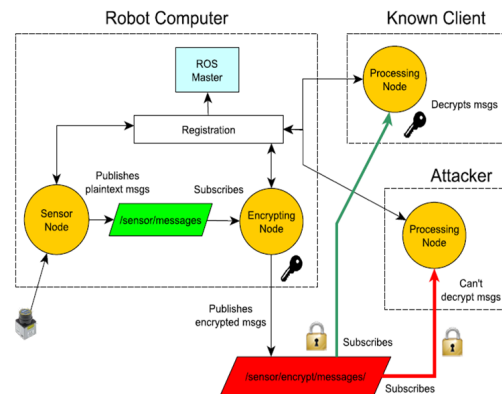 Robot Computer
Known Client
ROS
Master
Processing
Node
Decrypts msgs
Registration
Publishes
plaintext msgs
Subscribes
Attacker
Sensor
Node
/sensor/messages
Encrypting
Node
Processing
Node
Can't
decrypt msgs
Publishes
encrypted msgs
Subscribes
/sensor/encrypt/messages/
Subscribes